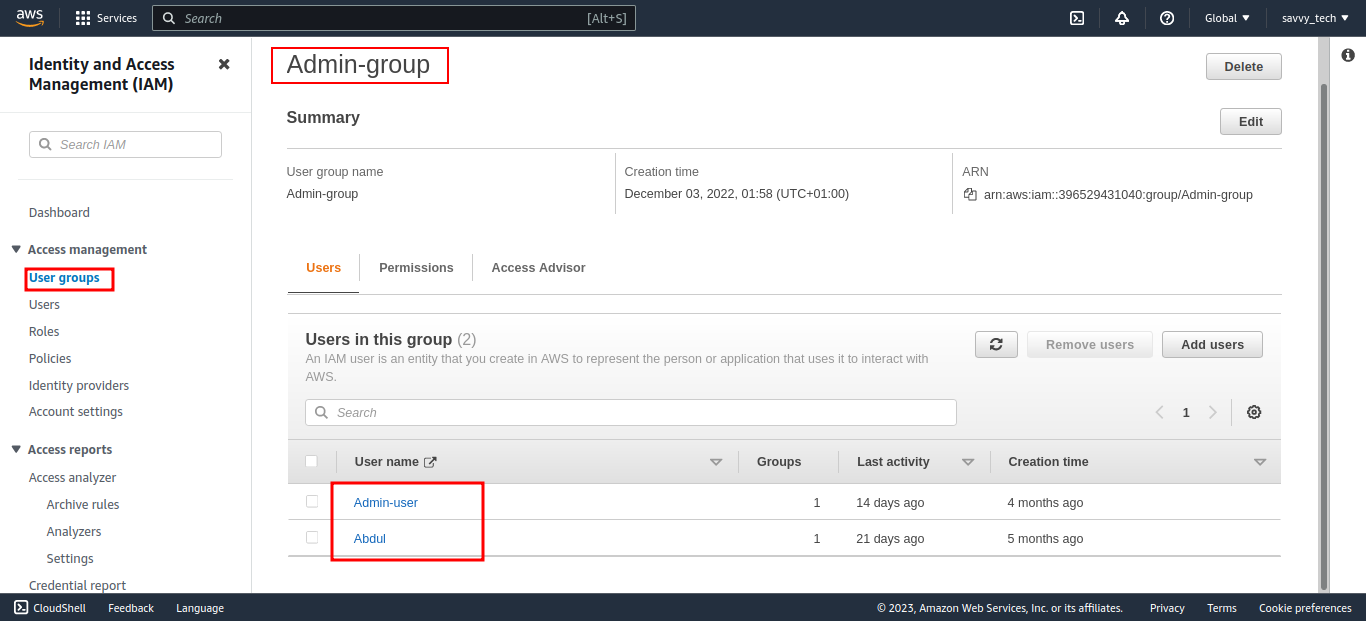 aws
Services
Search
[Alt+S]
Global
savvy_tech
Identity and Access
Management (IAM)
Search IAM
Dashboard
Access management
User groups
Users
Roles
Policies
Identity providers
Account settings
Access reports
Access analyzer
Archive rules
Analyzers
Settings
Credential report
Admin-group
Delete
Summary
Edit
User group name
Admin-group
Creation time
December 03, 2022, 01:58 (UTC+01:00)
ARN
arn:aws:iam::396529431040:group/Admin-group
Users
Permissions
Access Advisor
Users in this group (2)
An IAM user is an entity that you create in AWS to represent the person or application that uses it to interact with
AWS.
Remove users
Add users
Search
1
User name
Groups
Last activity
Creation time
Admin-user 1 14 days ago 4 months ago
Abdul 1 21 days ago 5 months ago
CloudShell
Feedback
Language
© 2023, Amazon Web Services, Inc. or its affiliates.
Privacy
Terms
Cookie preferences